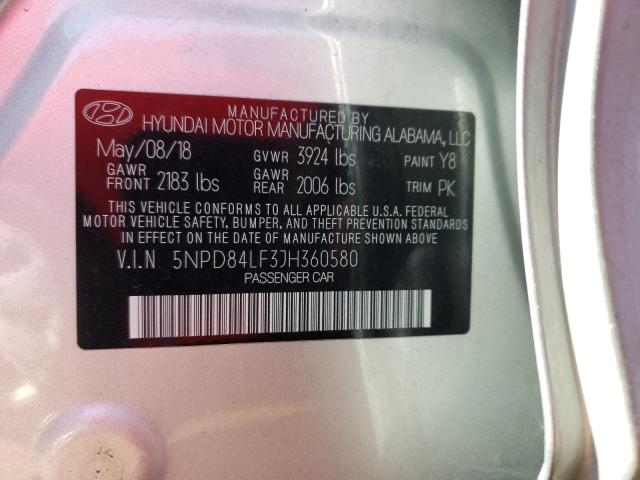 MANUFACTURED BY
HYUNDAI MOTOR MANUFACTURING ALABAMA, LLC
May/08/18 GVWR 3924 lbs PAINT Y8
GAWR FRONT 2183 lbs GAWR REAR 2006 lbs TRIM PK
THIS VEHICLE CONFORMS TO ALL APPLICABLE U.S.A. FEDERAL
MOTOR VEHICLE SAFETY, BUMPER, AND THEFT PREVENTION STANDARDS
IN EFFECT ON THE DATE OF MANUFACTURE SHOWN ABOVE.
V.I.N 5NPD84LF3JH360580
PASSENGER CAR